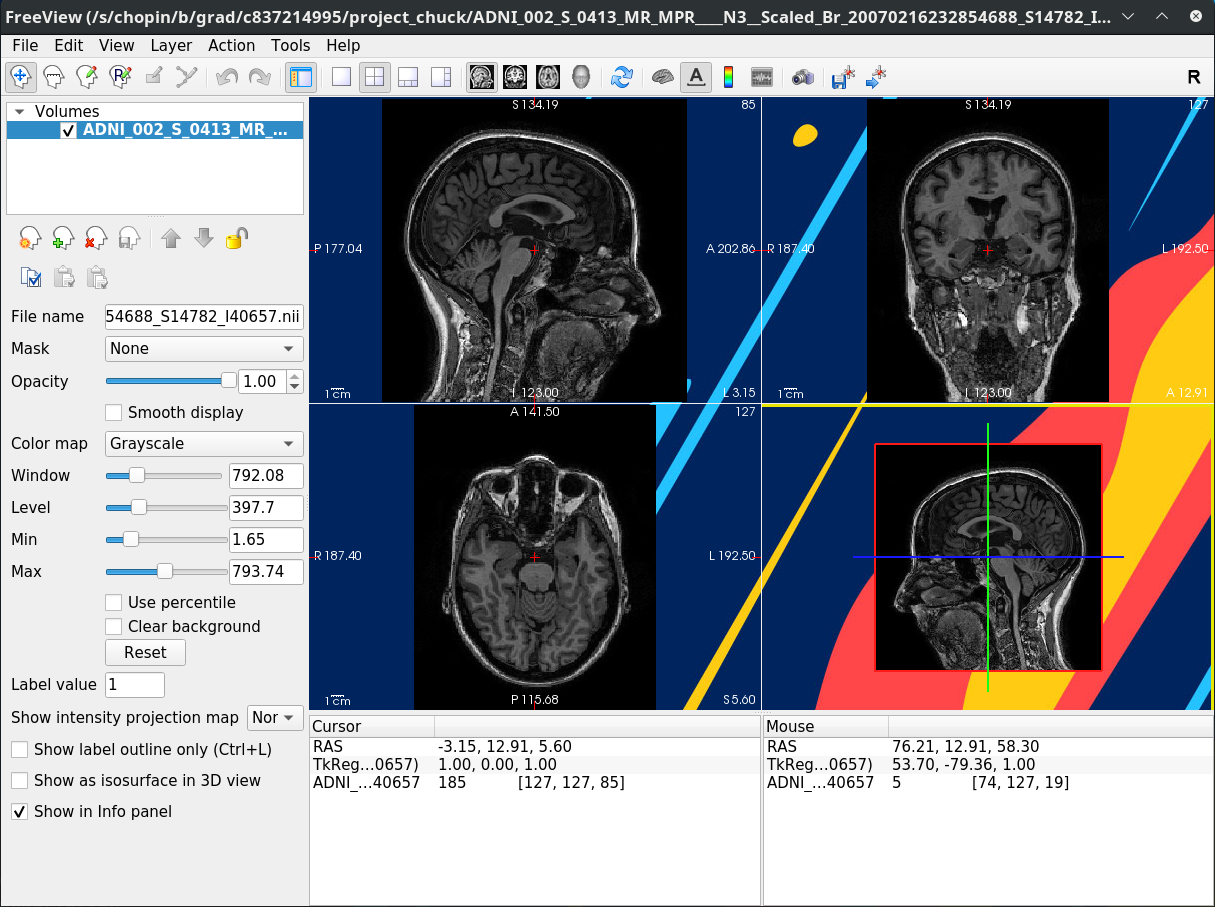 FreeView (/s/chopin/b/grad/c837214995/project_chuck/ADNI_002_S_0413_MR_MPR____N3__Scaled_Br_20070216232854688_S14782_I...
File Edit View Layer Action Tools Help
R
Volumes
ADNI_002_S_0413_MR_...
File name 54688_S14782_I40657.nii
Mask None
Opacity 1.00
Smooth display
Color map Grayscale
Window 792.08
Level 397.7
Min 1.65
Max 793.74
Use percentile
Clear background
Reset
Label value 1
Show intensity projection map Nor
Show label outline only (Ctrl+L)
Show as isosurface in 3D view
Show in Info panel
S 134.19 85
P 177.04 A 202.86
1 cm I 123.00 L 3.15
S 134.19 127
R 187.40 L 192.50
1 cm I 123.00 A 12.91
A 141.50 127
R 187.40 L 192.50
1 cm P 115.68 S 5.60
Cursor
RAS -3.15, 12.91, 5.60
TkReg...0657) 1.00, 0.00, 1.00
ADNI_...40657 185 [127, 127, 85]
Mouse
RAS 76.21, 12.91, 58.30
TkReg...0657) 53.70, -79.36, 1.00
ADNI_...40657 5 [74, 127, 19]